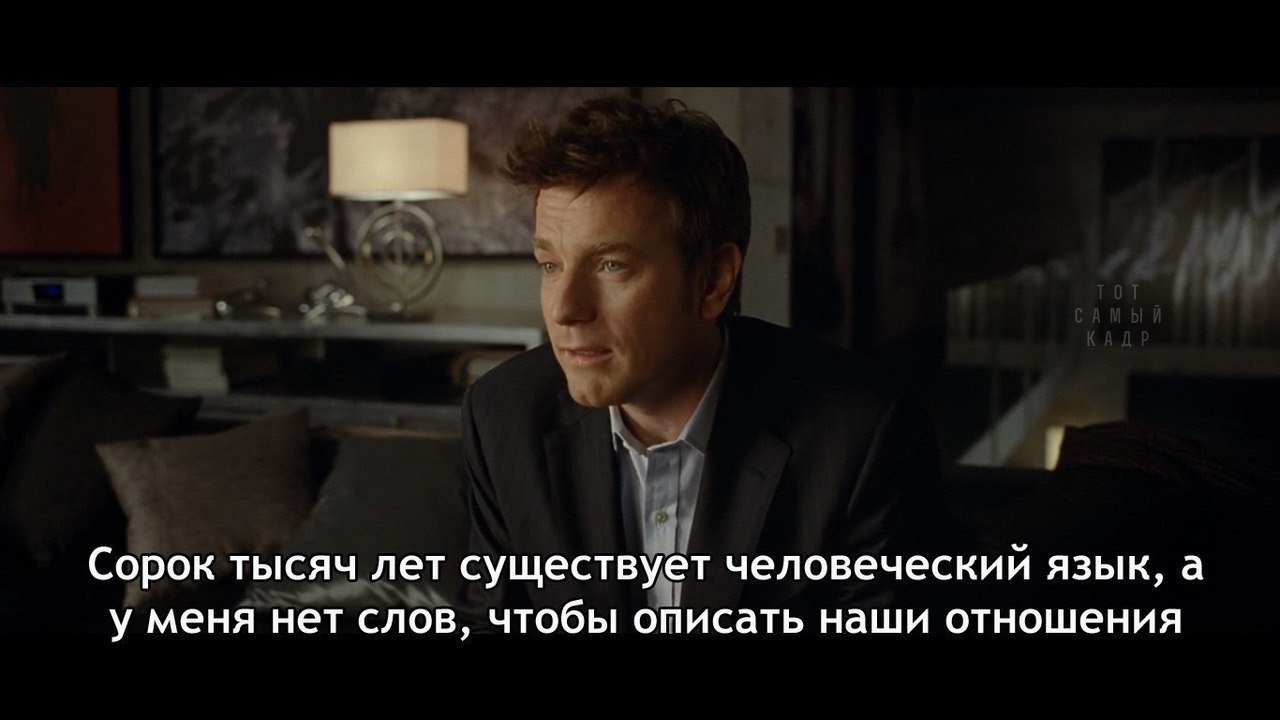 ТОТ
САМЫЙ
КАДР
Сорок тысяч лет существует человеческий язык, а
у меня нет слов, чтобы описать наши отношения